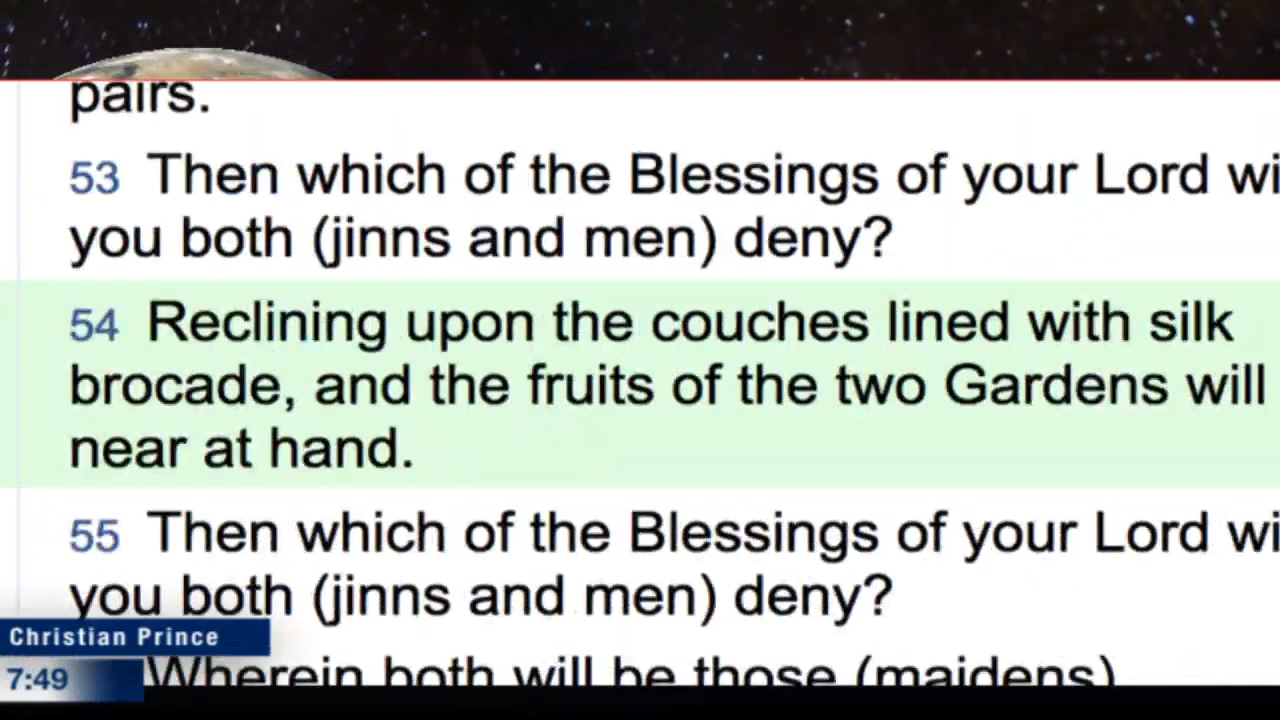 pairs.
53 Then which of the Blessings of your Lord wi
you both (jinns and men) deny?
54 Reclining upon the couches lined with silk
brocade, and the fruits of the two Gardens will
near at hand.
55 Then which of the Blessings of your Lord wi
you both (jinns and men) deny?
Christian Prince
7:49
Wherein both will be those (maidens)